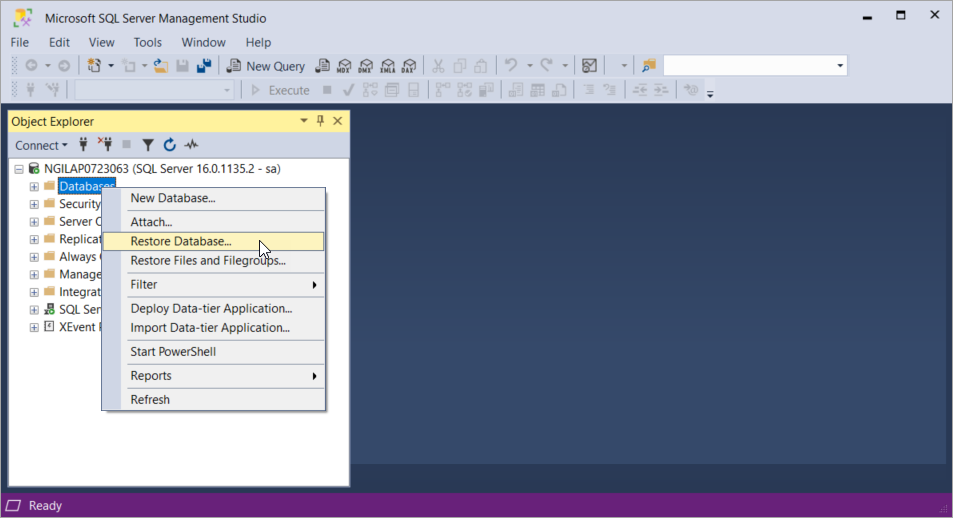 Microsoft SQL Server Management Studio
File Edit View Tools Window Help
New Query MDX DMX XMLA DAX
Execute
Object Explorer
Connect
NGILAP0723063 (SQL Server 16.0.1135.2 - sa)
Databases
Security
Server
Replicat
Always
Manage
Integrat
SQL Ser
XEvent
New Database...
Attach...
Restore Database...
Restore Files and Filegroups...
Filter
Deploy Data-tier Application...
Import Data-tier Application...
Start PowerShell
Reports
Refresh
Ready